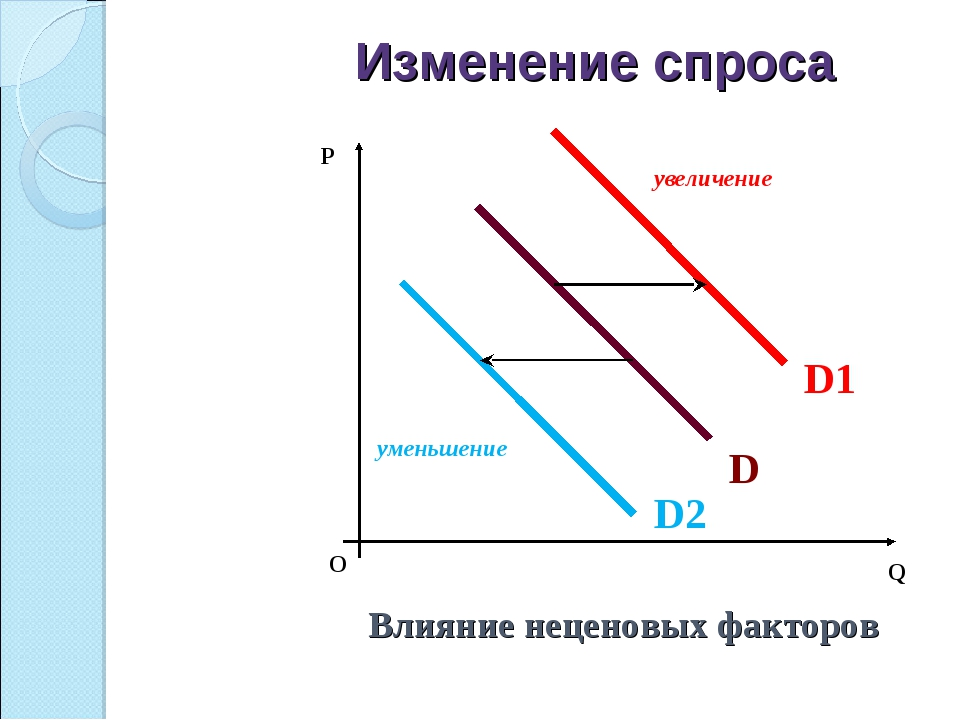 Изменение спроса
P
увеличение
D1
уменьшение
D
D2
O
Q
Влияние неценовых факторов